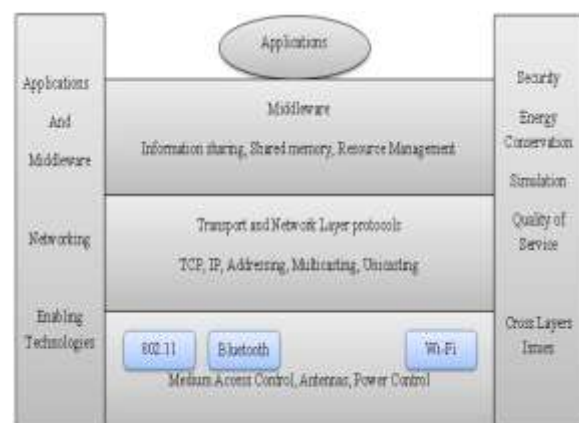 Applications
And
Middleware
Networking
Enabling
Technologies
Applications
Middleware
Information sharing, Shared memory, Resource Management
Transport and Network Layer protocols
TCP, IP, Addressing, Multicasting, Unicasting
802.11
Bluetooth
Wi-Fi
Medium Access Control, Antennas, Power Control
Security
Energy
Conservation
Simulation
Quality of
Service
Cross Layers
Issues